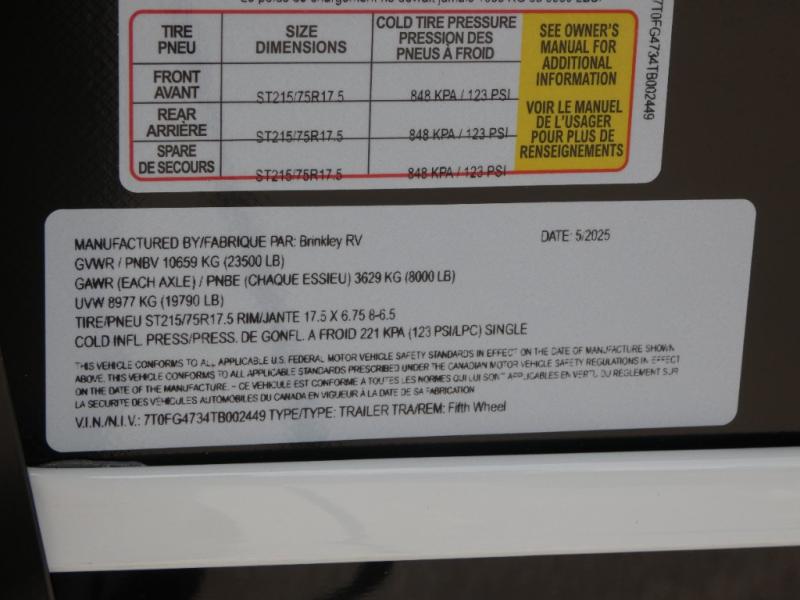 TIRE
PNEU
SIZE
DIMENSIONS
COLD TIRE PRESSURE
PRESSION DES
PNEUS À FROID
SEE OWNER'S
MANUAL FOR
ADDITIONAL
INFORMATION
VOIR LE MANUEL
DE L'USAGER
POUR PLUS DE
RENSEIGNEMENTS
FRONT
AVANT
ST215/75R17.5
848 KPA / 123 PSI
REAR
ARRIÈRE
ST215/75R17.5
848 KPA / 123 PSI
SPARE
DE SECOURS
ST215/75R17.5
848 KPA / 123 PSI
7T0FG4734TB002449
MANUFACTURED BY/FABRIQUE PAR: Brinkley RV
DATE: 5/2025
GVWR / PNBV 10659 KG (23500 LB)
GAWR (EACH AXLE) / PNBE (CHAQUE ESSIEU) 3629 KG (8000 LB)
UVW 8977 KG (19790 LB)
TIRE/PNEU ST215/75R17.5 RIM/JANTE 17.5 X 6.75 8-6.5
COLD INFL PRESS/PRESS. DE GONFL. A FROID 221 KPA (123 PSI/LPC) SINGLE
THIS VEHICLE CONFORMS TO ALL APPLICABLE U.S. FEDERAL MOTOR VEHICLE SAFETY STANDARDS IN EFFECT ON THE DATE OF MANUFACTURE SHOWN
ABOVE. THIS VEHICLE CONFORMS TO ALL APPLICABLE STANDARDS PRESCRIBED UNDER THE CANADIAN MOTOR VEHICLE SAFETY REGULATIONS IN EFFECT
ON THE DATE OF THE MANUFACTURE. - CE VEHICULE EST CONFORME A TOUTES LES NORMES QUI LUI SONT APPLICABLES EN VERTU DU REGLEMENT SUR
LA SECURITE DES VEHICULES AUTOMOBILES DU CANADA EN VIGUEUR À LA DATE DE SA FABRICATION
V.I.N./N.I.V.: 7T0FG4734TB002449 TYPE/TYPE: TRAILER TRA/REM: Fifth Wheel